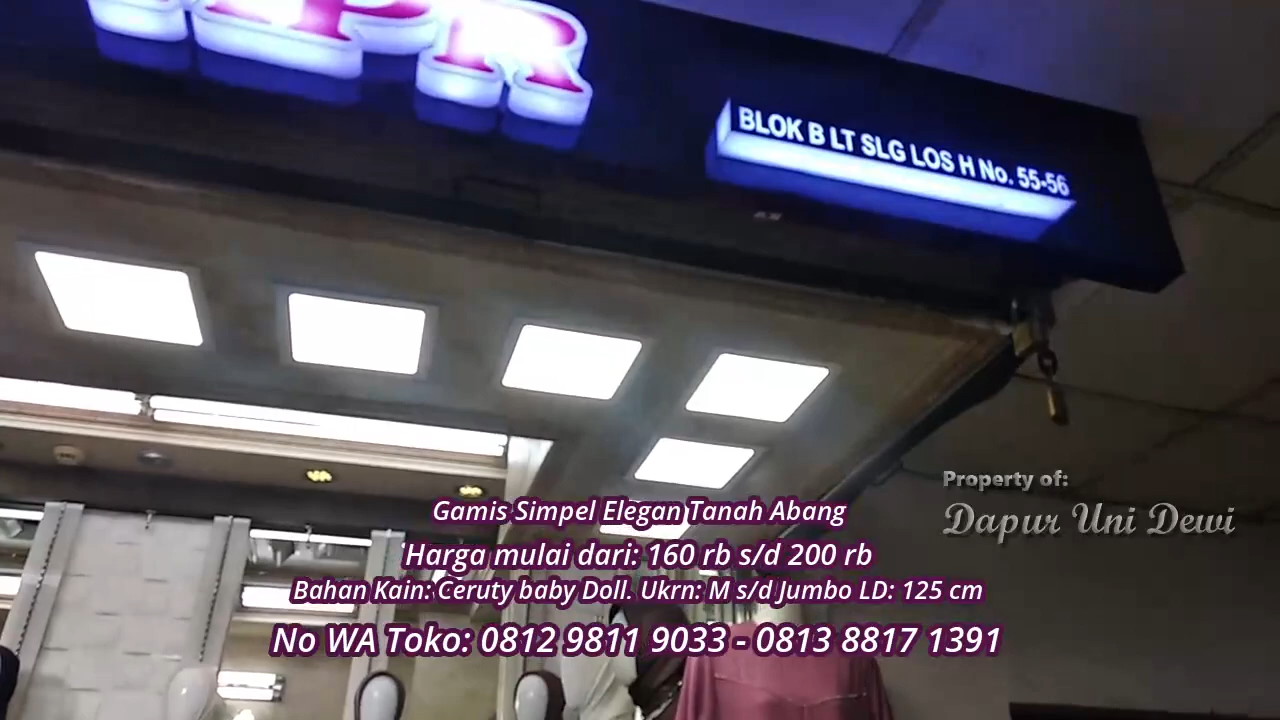 BLOK B LT SLG LOS H No. 55-56
Property of:
Dapur Uni Dewi
Gamis Simpel Elegan Tanah Abang
Harga mulai dari: 160 rb s/d 200 rb
Bahan Kain: Ceruty baby Doll. Ukrn: M s/d Jumbo LD: 125 cm
No WA Toko: 0812 9811 9033 - 0813 8817 1391